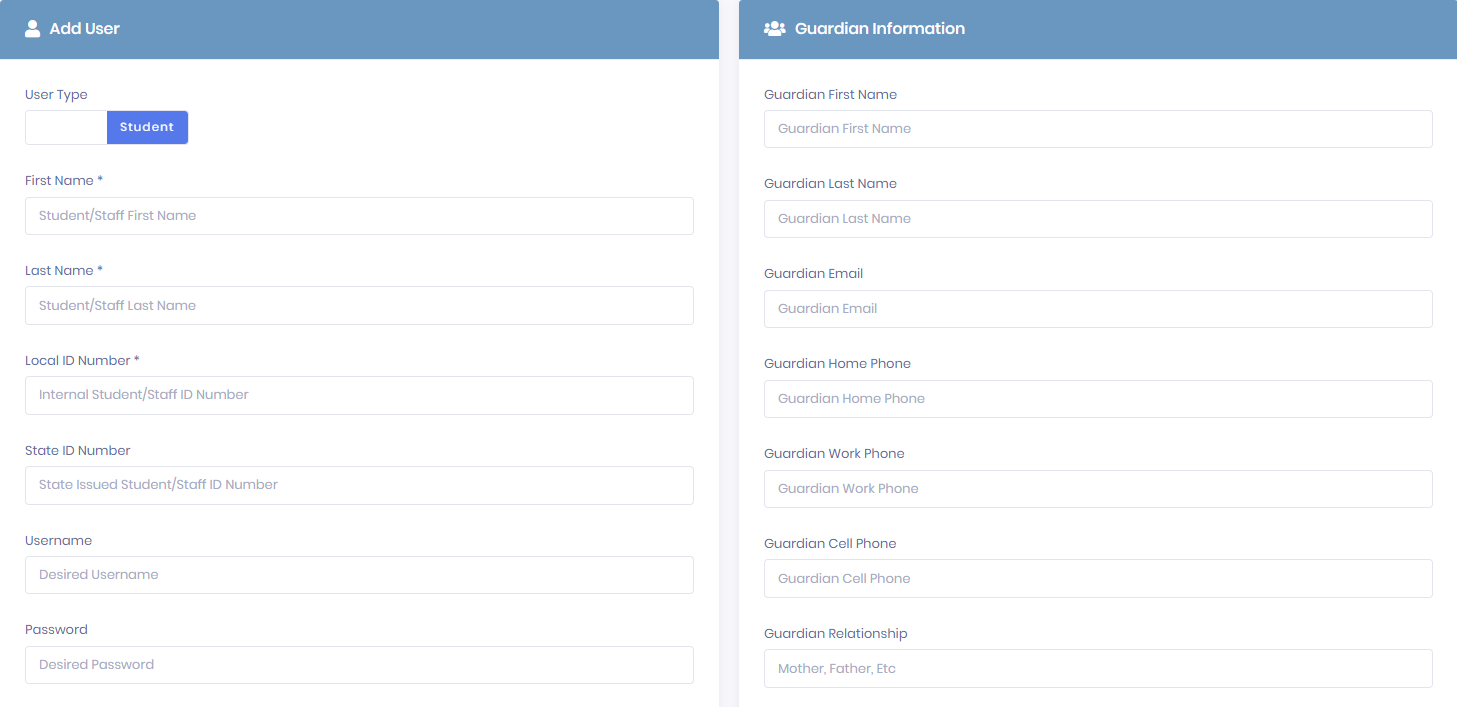 Add User
User Type
Student
First Name *
Student/Staff First Name
Last Name *
Student/Staff Last Name
Local ID Number *
Internal Student/Staff ID Number
State ID Number
State Issued Student/Staff ID Number
Username
Desired Username
Password
Desired Password
Guardian Information
Guardian First Name
Guardian First Name
Guardian Last Name
Guardian Last Name
Guardian Email
Guardian Email
Guardian Home Phone
Guardian Home Phone
Guardian Work Phone
Guardian Work Phone
Guardian Cell Phone
Guardian Cell Phone
Guardian Relationship
Mother, Father, Etc